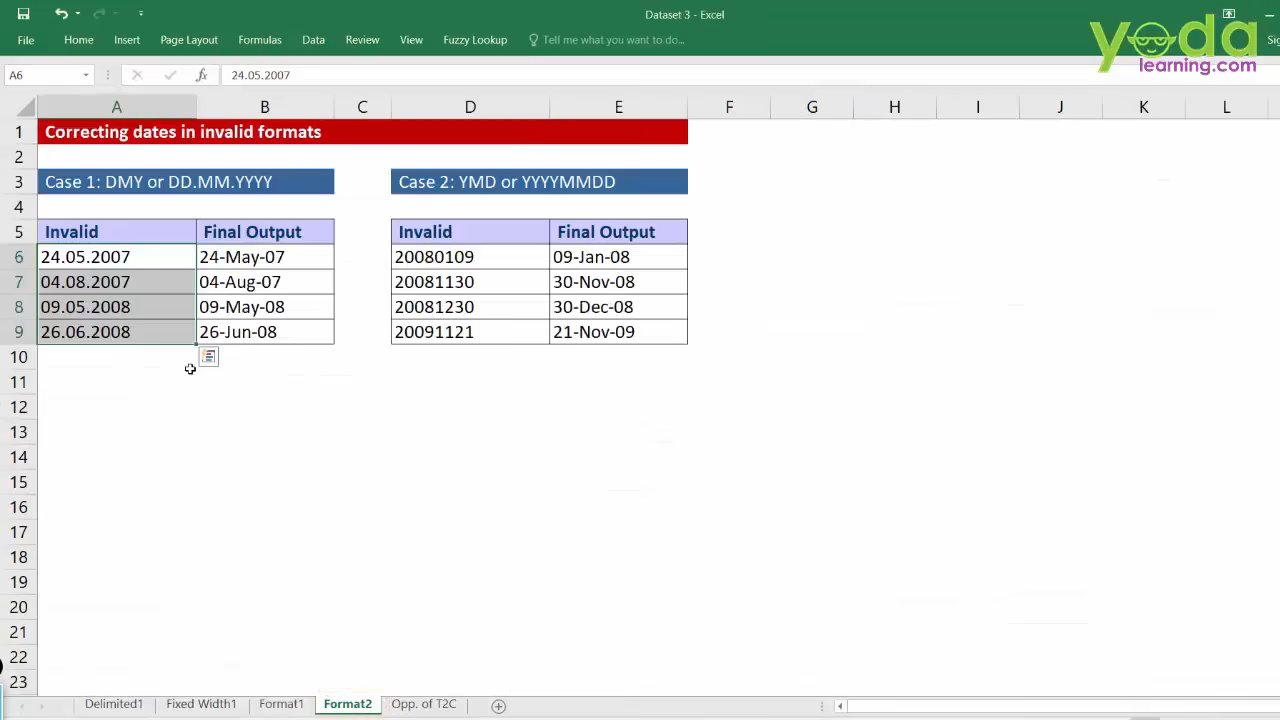 Dataset 3 - Excel
File Home Insert Page Layout Formulas Data Review View Fuzzy Lookup Tell me what you want to do...
yoda
learning.com
A6 fx 24.05.2007
A B C D E F G H I J K L
1 Correcting dates in invalid formats
2
3 Case 1: DMY or DD.MM.YYYY Case 2: YMD or YYYYMMDD
4
5 Invalid Final Output Invalid Final Output
6 24.05.2007 24-May-07 20080109 09-Jan-08
7 04.08.2007 04-Aug-07 20081130 30-Nov-08
8 09.05.2008 09-May-08 20081230 30-Dec-08
9 26.06.2008 26-Jun-08 20091121 21-Nov-09
10
11
12
13
14
15
16
17
18
19
20
21
22
23
Delimited1 Fixed Width1 Format1 Format2 Opp. of T2C